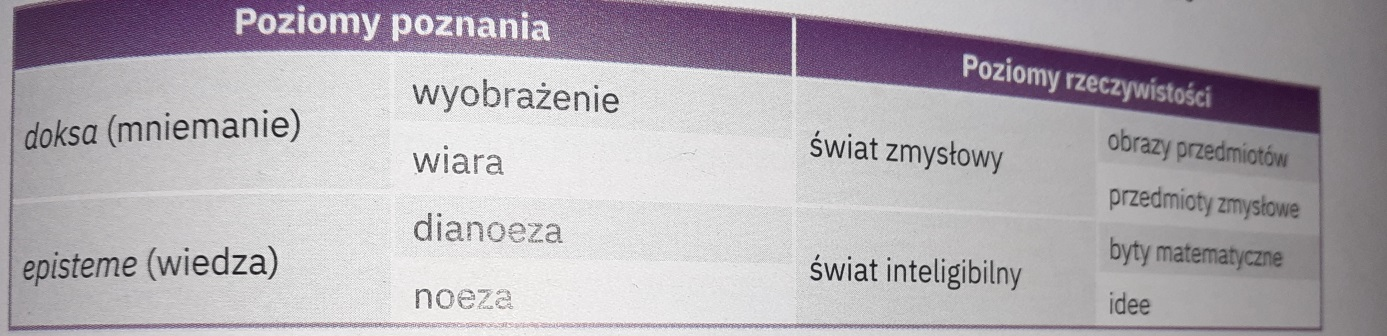 Poziomy poznania
Poziomy rzeczywistości
doksa (mniemanie)
wyobrażenie
wiara
świat zmysłowy
obrazy przedmiotów
przedmioty zmysłowe
episteme (wiedza)
dianoeza
noeza
świat inteligibilny
byty matematyczne
idee